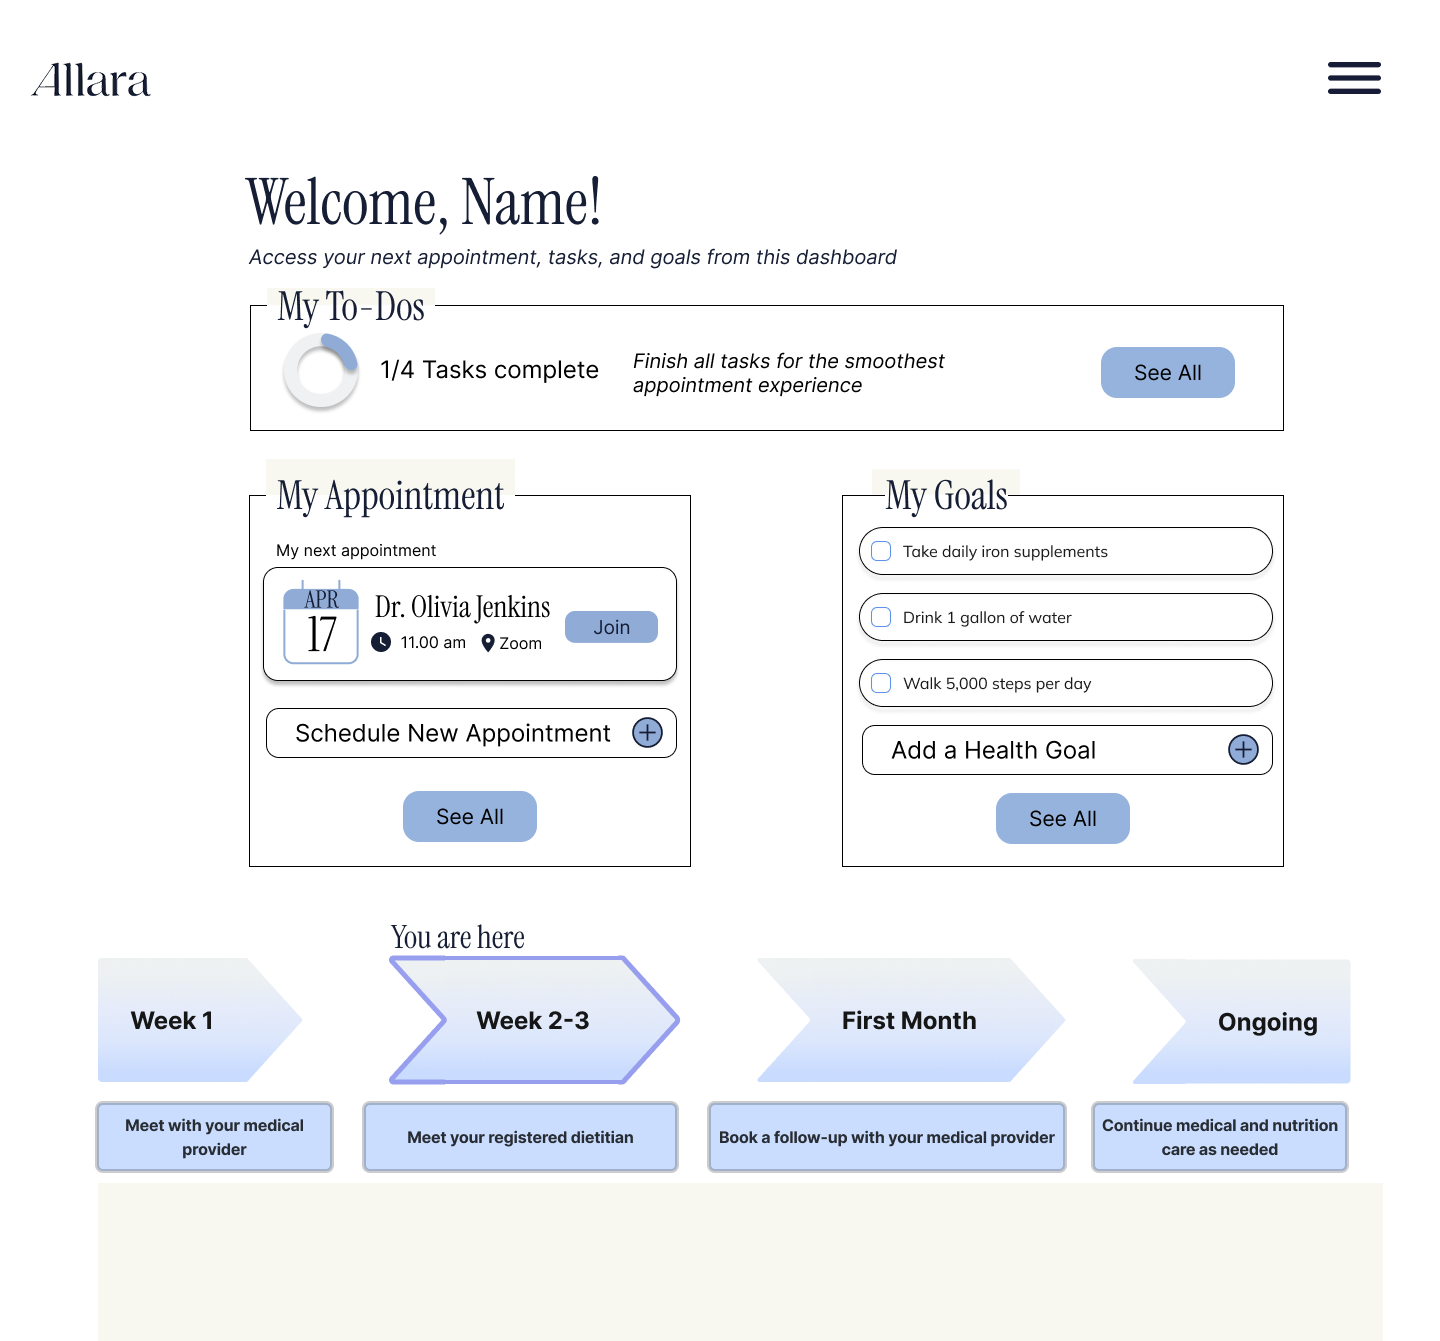 Allara
Welcome, Name!
Access your next appointment, tasks, and goals from this dashboard
My To-Dos
1/4 Tasks complete
Finish all tasks for the smoothest
appointment experience
See All
My Appointment
My next appointment
APR
17
Dr. Olivia Jenkins
11.00 am
Zoom
Join
Schedule New Appointment
See All
My Goals
Take daily iron supplements
Drink 1 gallon of water
Walk 5,000 steps per day
Add a Health Goal
See All
You are here
Week 1
Week 2-3
First Month
Ongoing
Meet with your medical
provider
Meet your registered dietitian
Book a follow-up with your medical provider
Continue medical and nutrition
care as needed